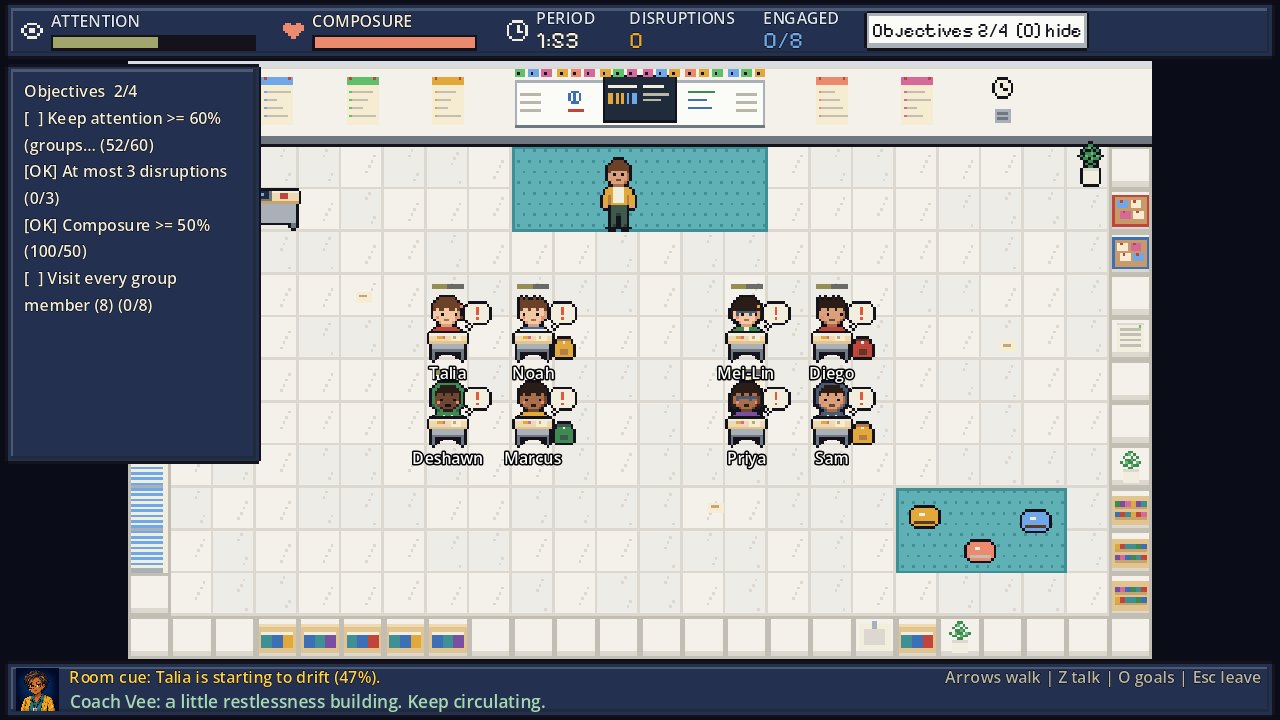 ATTENTION
COMPOSURE
PERIOD
1:53
DISRUPTIONS
0
ENGAGED
0/8
Objectives 2/4 (O) hide
Objectives 2/4
[ ] Keep attention >= 60%
(groups... (52/60)
[OK] At most 3 disruptions
(0/3)
[OK] Composure >= 50%
(100/50)
[ ] Visit every group
member (8) (0/8)
Talia
Noah
Mei-Lin
Diego
Deshawn
Marcus
Priya
Sam
Room cue: Talia is starting to drift (47%).
Coach Vee: a little restlessness building. Keep circulating.
Arrows walk | Z talk | O goals | Esc leave